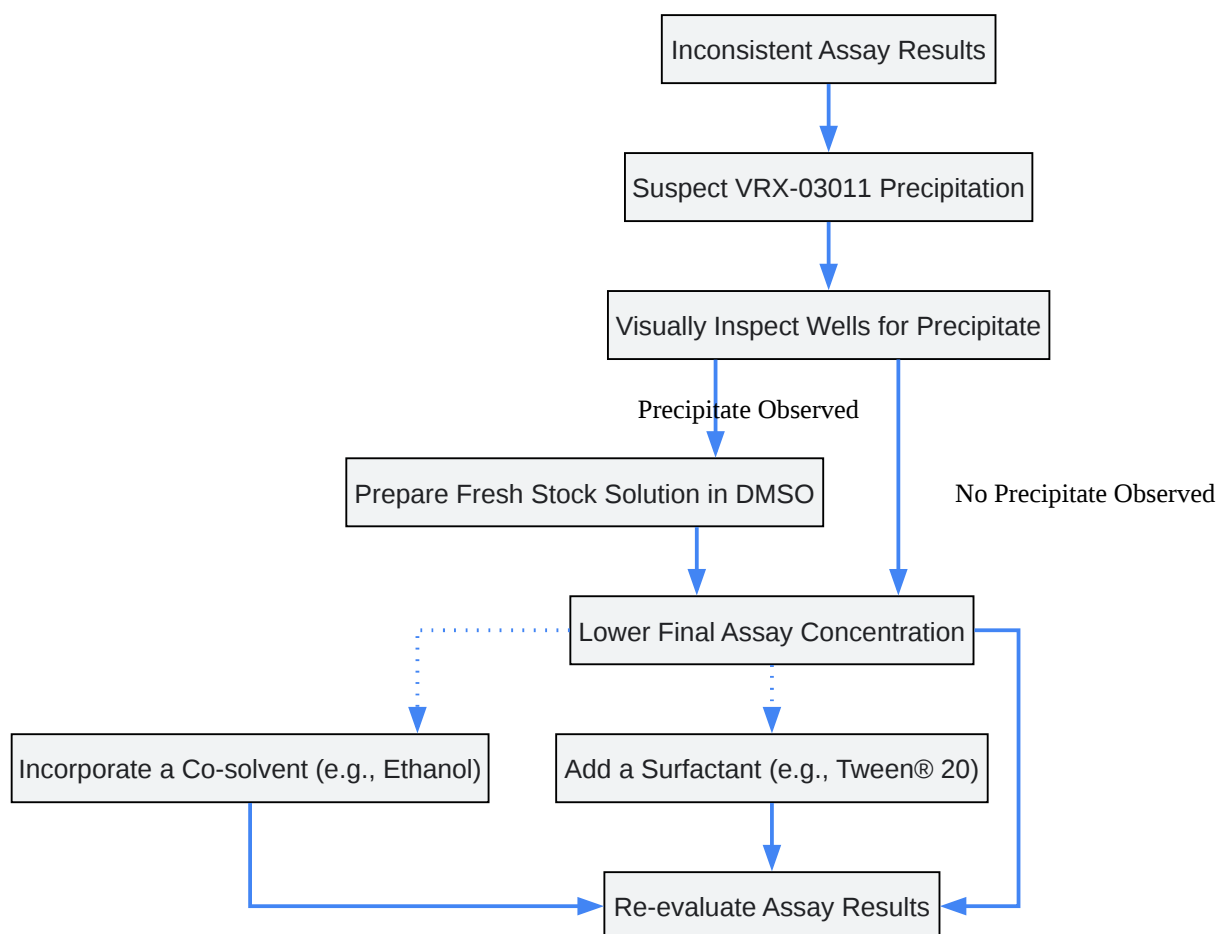 Inconsistent Assay Results
Suspect VRX-03011 Precipitation
Visually Inspect Wells for Precipitate
Precipitate Observed
Prepare Fresh Stock Solution in DMSO
No Precipitate Observed
Lower Final Assay Concentration
Incorporate a Co-solvent (e.g., Ethanol)
Add a Surfactant (e.g., Tween® 20)
Re-evaluate Assay Results